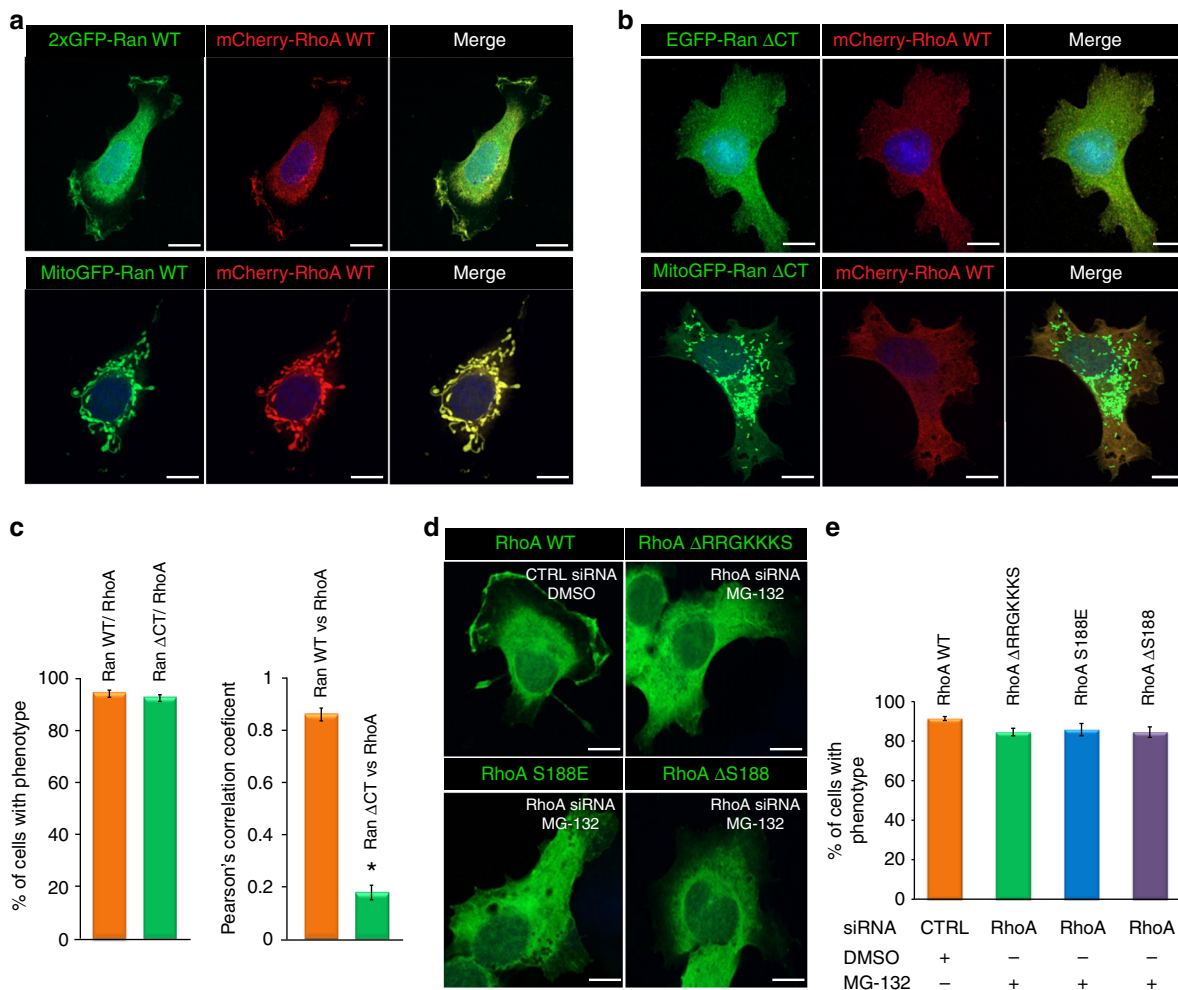 a
2xGFP-Ran WT mCherry-RhoA WT Merge
MitoGFP-Ran WT mCherry-RhoA WT Merge
b
EGFP-Ran ΔCT mCherry-RhoA WT Merge
MitoGFP-Ran ΔCT mCherry-RhoA WT Merge
c
% of cells with phenotype
100
80
60
40
20
0
Ran WT/ RhoA
Ran ΔCT/ RhoA
Pearson's correlation coeficent
1
0.8
0.6
0.4
0.2
0
Ran WT vs RhoA
Ran ΔCT vs RhoA
*
d
RhoA WT
CTRL siRNA
DMSO
RhoA ΔRRGKKKS
RhoA siRNA
MG-132
RhoA S188E
RhoA siRNA
MG-132
RhoA ΔS188
RhoA siRNA
MG-132
e
% of cells with
phenotype
100
80
60
40
20
0
RhoA WT
RhoA ΔRRGKKKS
RhoA S188E
RhoA ΔS188
siRNA CTRL RhoA RhoA RhoA
DMSO + – – –
MG-132 – + + +